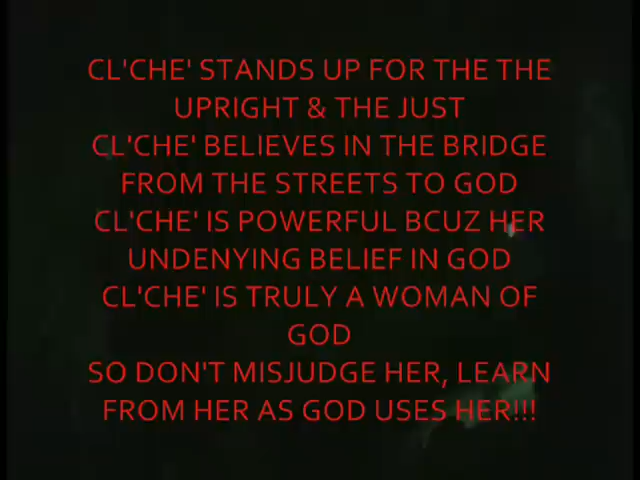 CL'CHE' STANDS UP FOR THE THE
UPRIGHT & THE JUST
CL'CHE' BELIEVES IN THE BRIDGE
FROM THE STREETS TO GOD
CL'CHE' IS POWERFUL BCUZ HER
UNDENYING BELIEF IN GOD
CL'CHE' IS TRULY A WOMAN OF
GOD
SO DON'T MISJUDGE HER, LEARN
FROM HER AS GOD USES HER!!!